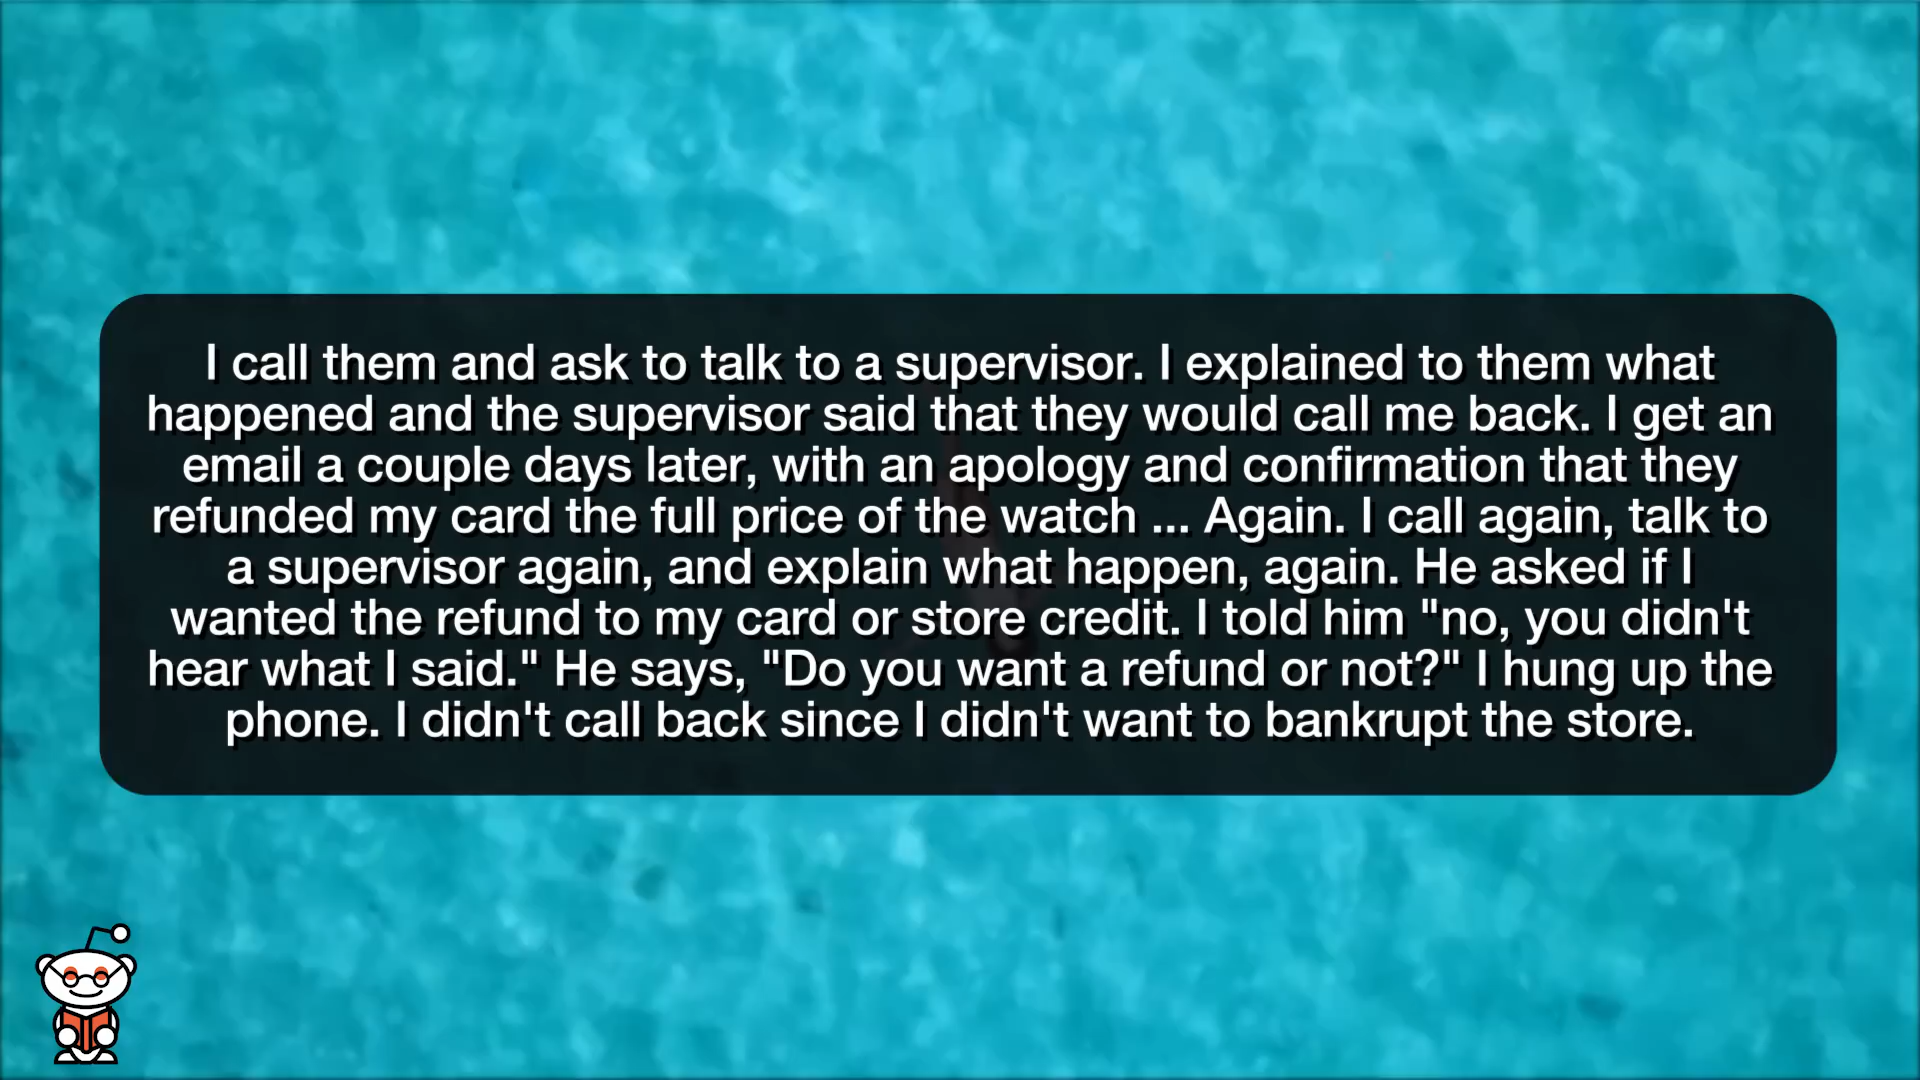 I call them and ask to talk to a supervisor. I explained to them what
happened and the supervisor said that they would call me back. I get an
email a couple days later, with an apology and confirmation that they
refunded my card the full price of the watch ... Again. I call again, talk to
a supervisor again, and explain what happen, again. He asked if I
wanted the refund to my card or store credit. I told him "no, you didn't
hear what I said." He says, "Do you want a refund or not?" I hung up the
phone. I didn't call back since I didn't want to bankrupt the store.